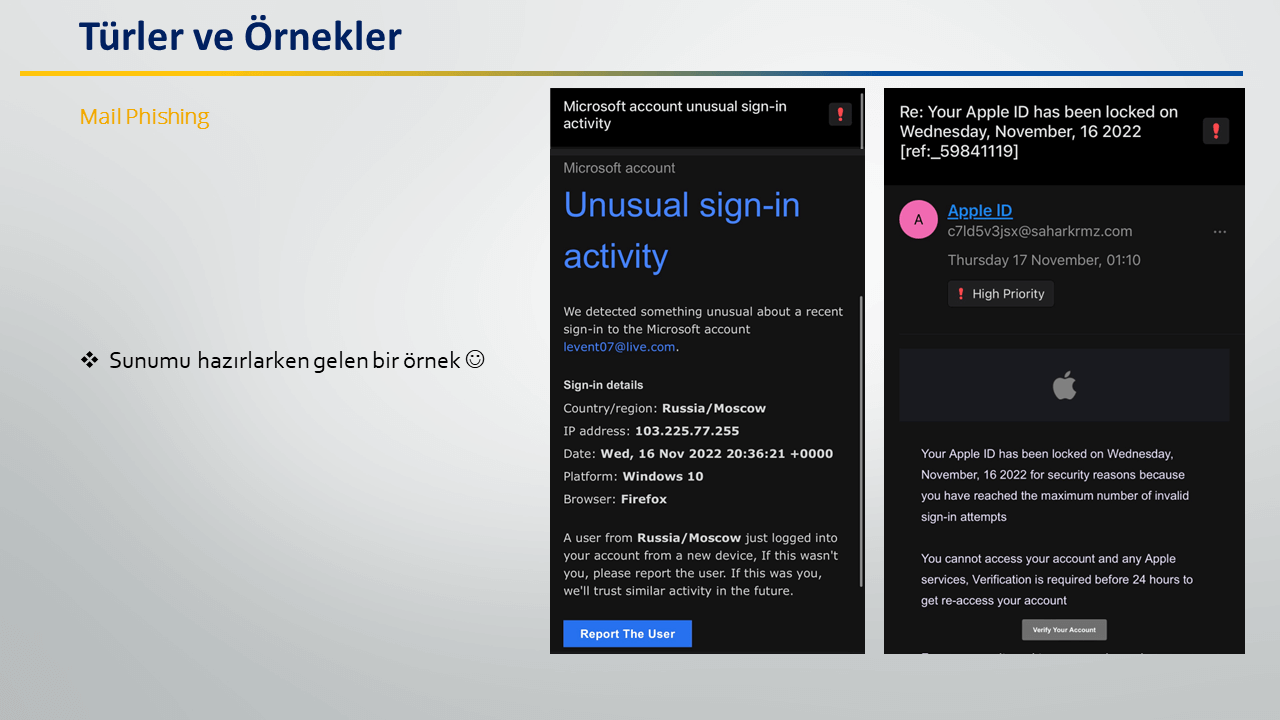 Türler ve Örnekler
Mail Phishing
❖ Sunumu hazırlarken gelen bir örnek ☺
Microsoft account unusual sign-in
activity
Microsoft account
Unusual sign-in
activity
We detected something unusual about a recent
sign-in to the Microsoft account
levent07@live.com.
Sign-in details
Country/region: Russia/Moscow
IP address: 103.225.77.255
Date: Wed, 16 Nov 2022 20:36:21 +0000
Platform: Windows 10
Browser: Firefox
A user from Russia/Moscow just logged into
your account from a new device, If this wasn't
you, please report the user. If this was you,
we'll trust similar activity in the future.
Report The User
Re: Your Apple ID has been locked on
Wednesday, November, 16 2022
[ref:_59841119]
A
Apple ID
c7ld5v3jsx@saharkrmz.com
Thursday 17 November, 01:10
High Priority
Your Apple ID has been locked on Wednesday,
November, 16 2022 for security reasons because
you have reached the maximum number of invalid
sign-in attempts
You cannot access your account and any Apple
services, Verification is required before 24 hours to
get re-access your account
Verify Your Account